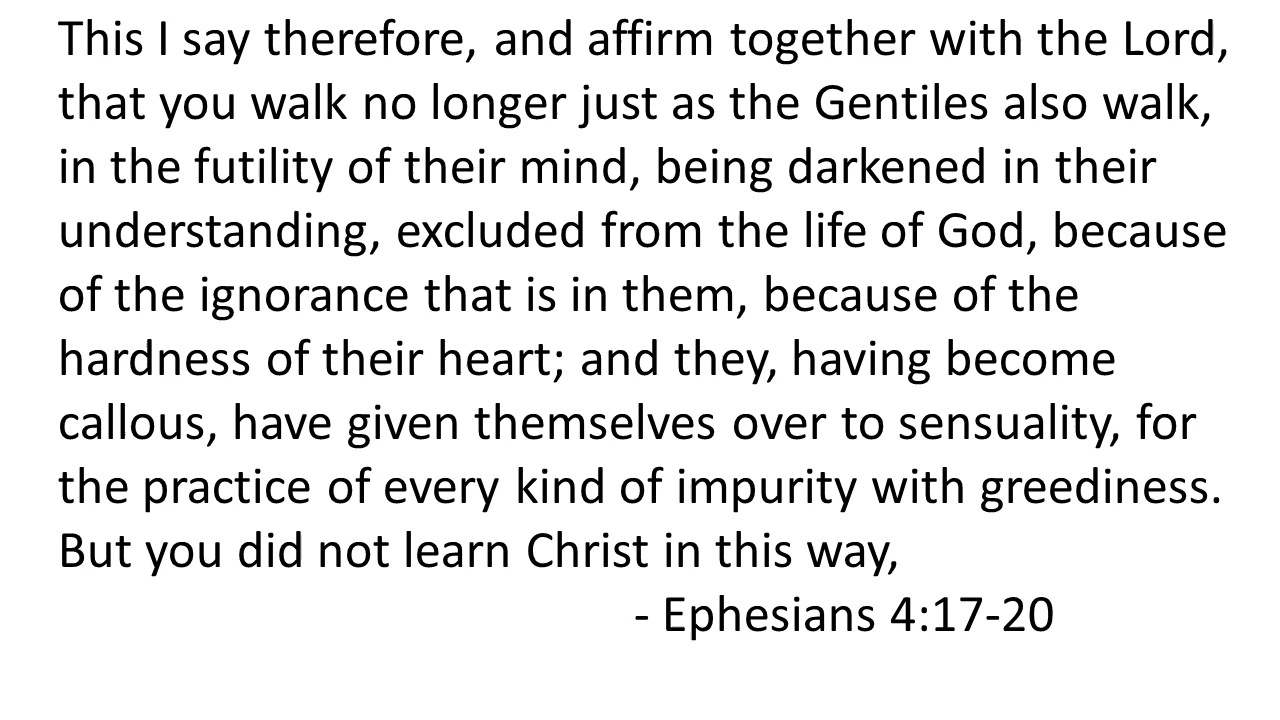 This I say therefore, and affirm together with the Lord,
that you walk no longer just as the Gentiles also walk,
in the futility of their mind, being darkened in their
understanding, excluded from the life of God, because
of the ignorance that is in them, because of the
hardness of their heart; and they, having become
callous, have given themselves over to sensuality, for
the practice of every kind of impurity with greediness.
But you did not learn Christ in this way,
- Ephesians 4:17-20